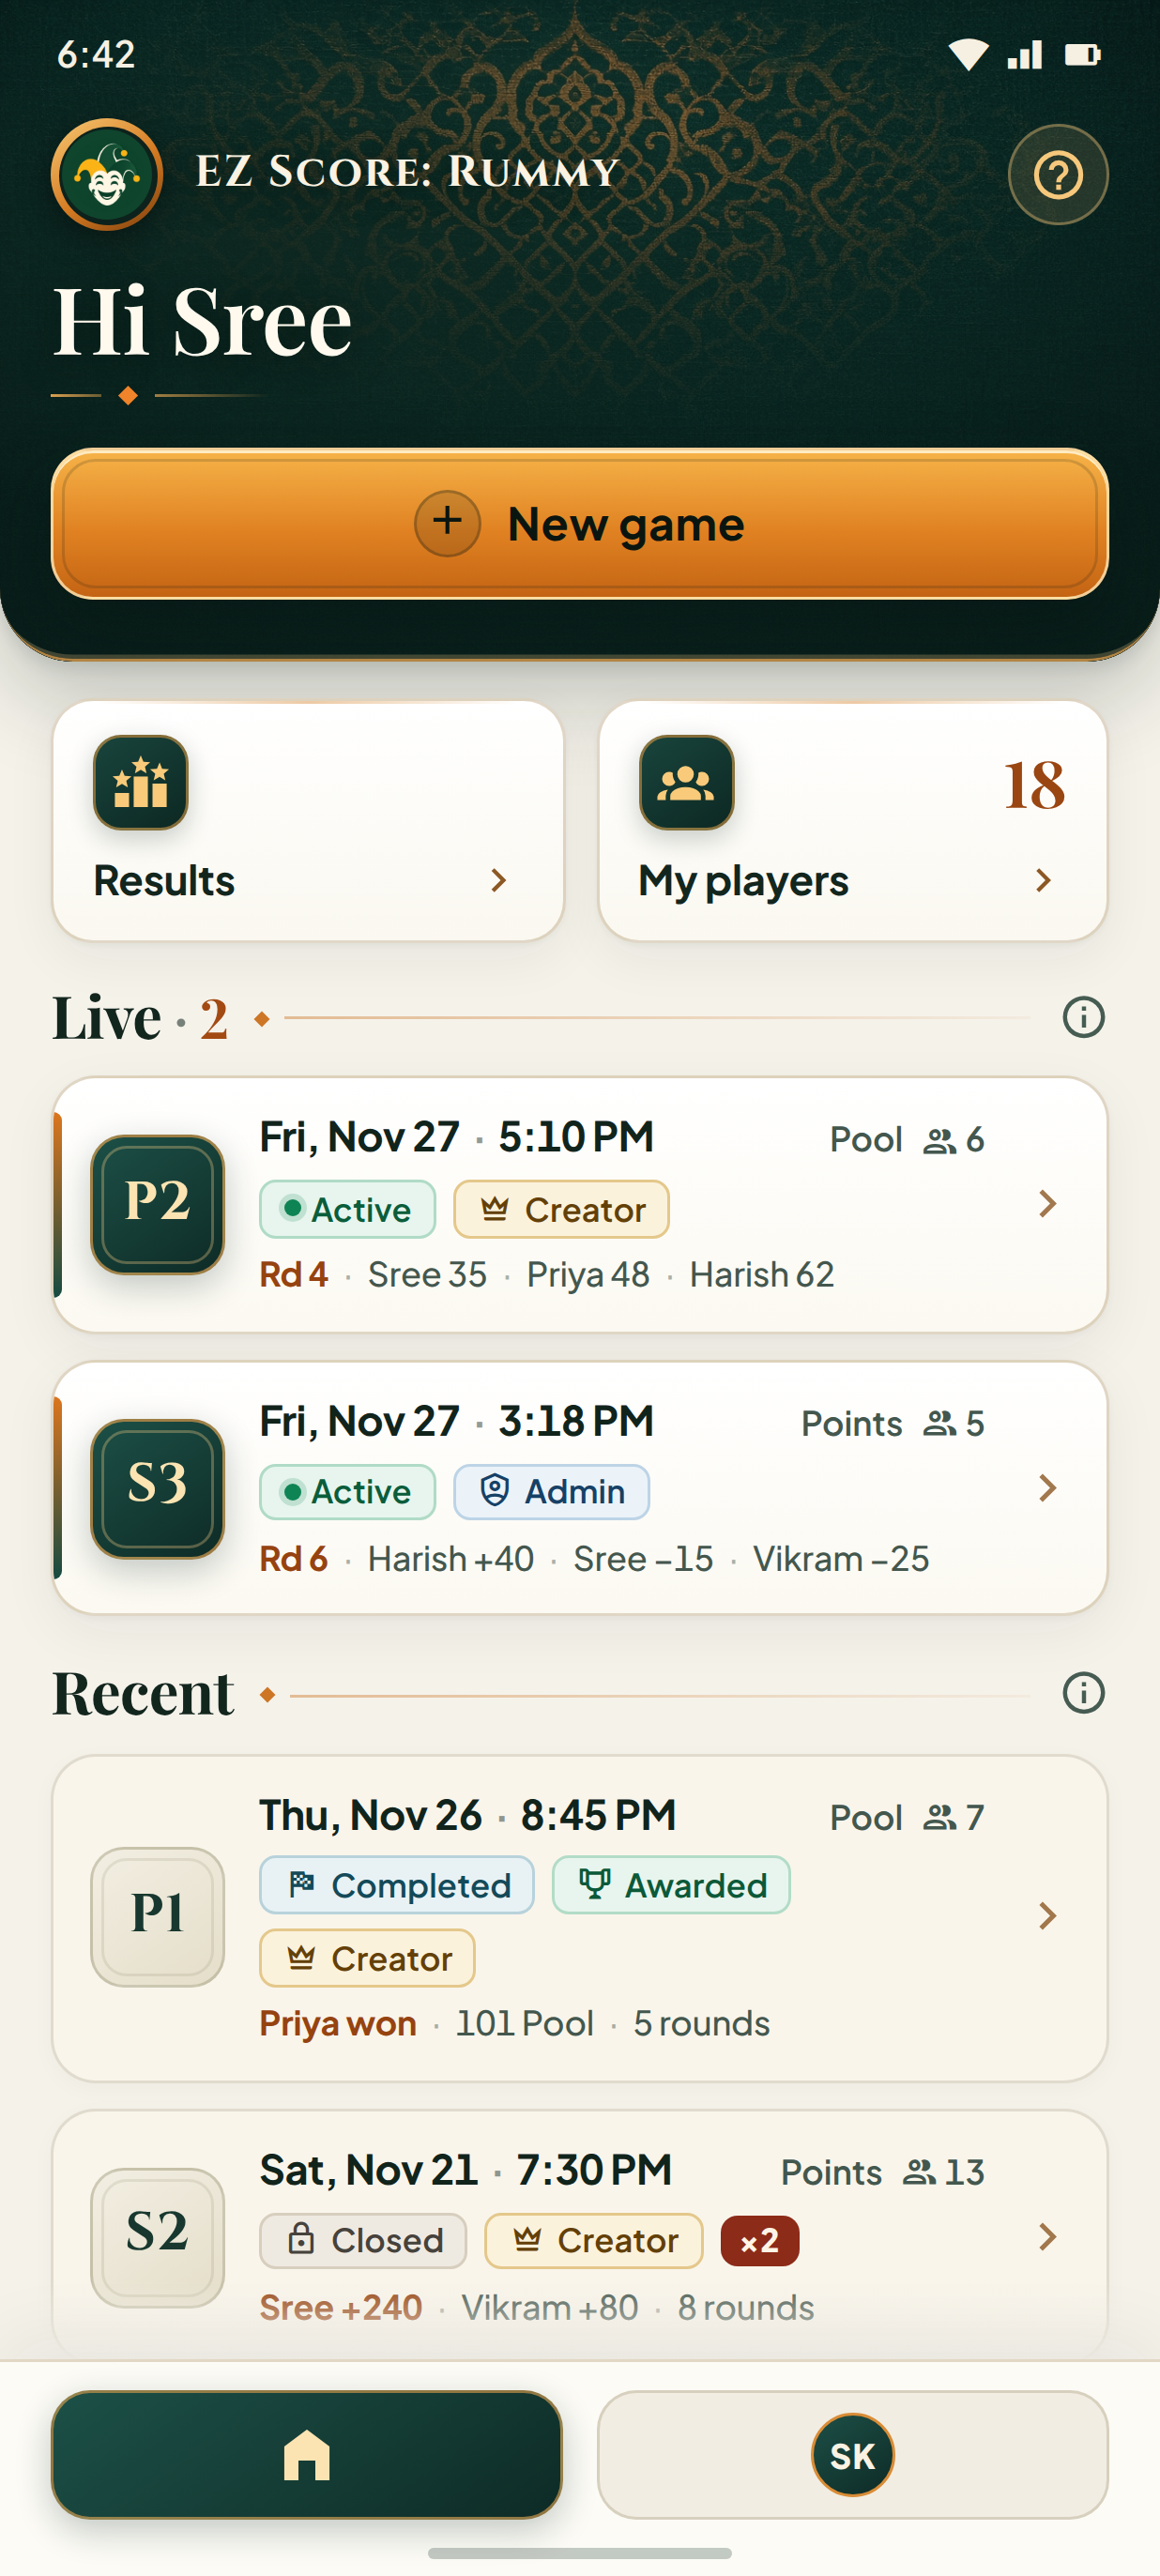 6:42
EZ Score: Rummy
Hi Sree
New game
18
Results
My players
Live · 2
P2
Fri, Nov 27 · 5:10 PM
Pool 6
Active Creator
Rd 4 · Sree 35 · Priya 48 · Harish 62
S3
Fri, Nov 27 · 3:18 PM
Points 5
Active Admin
Rd 6 · Harish +40 · Sree −15 · Vikram −25
Recent
P1
Thu, Nov 26 · 8:45 PM
Pool 7
Completed Awarded
Creator
Priya won · 101 Pool · 5 rounds
S2
Sat, Nov 21 · 7:30 PM
Points 13
Closed Creator ×2
Sree +240 · Vikram +80 · 8 rounds
SK